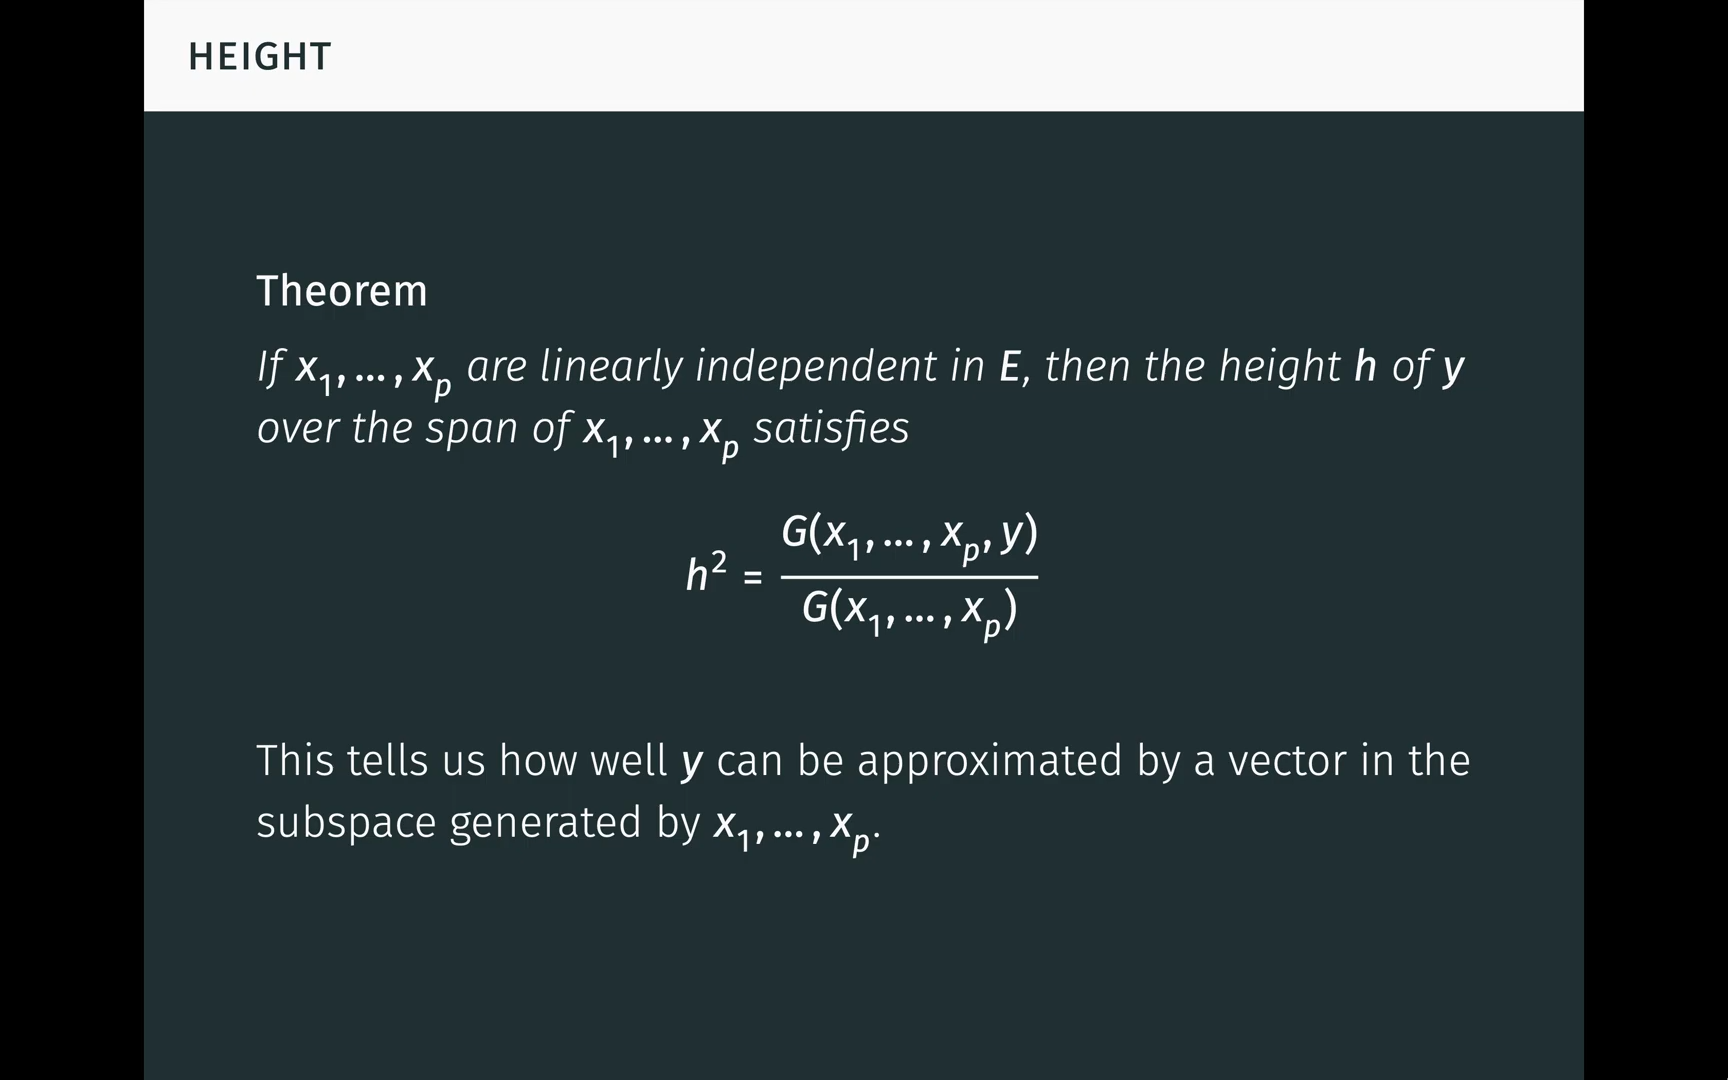 HEIGHT
Theorem
If x₁, ..., xₚ are linearly independent in E, then the height h of y
over the span of x₁, ..., xₚ satisfies
h² = G(x₁, ..., xₚ, y) / G(x₁, ..., xₚ)
This tells us how well y can be approximated by a vector in the
subspace generated by x₁, ..., xₚ.